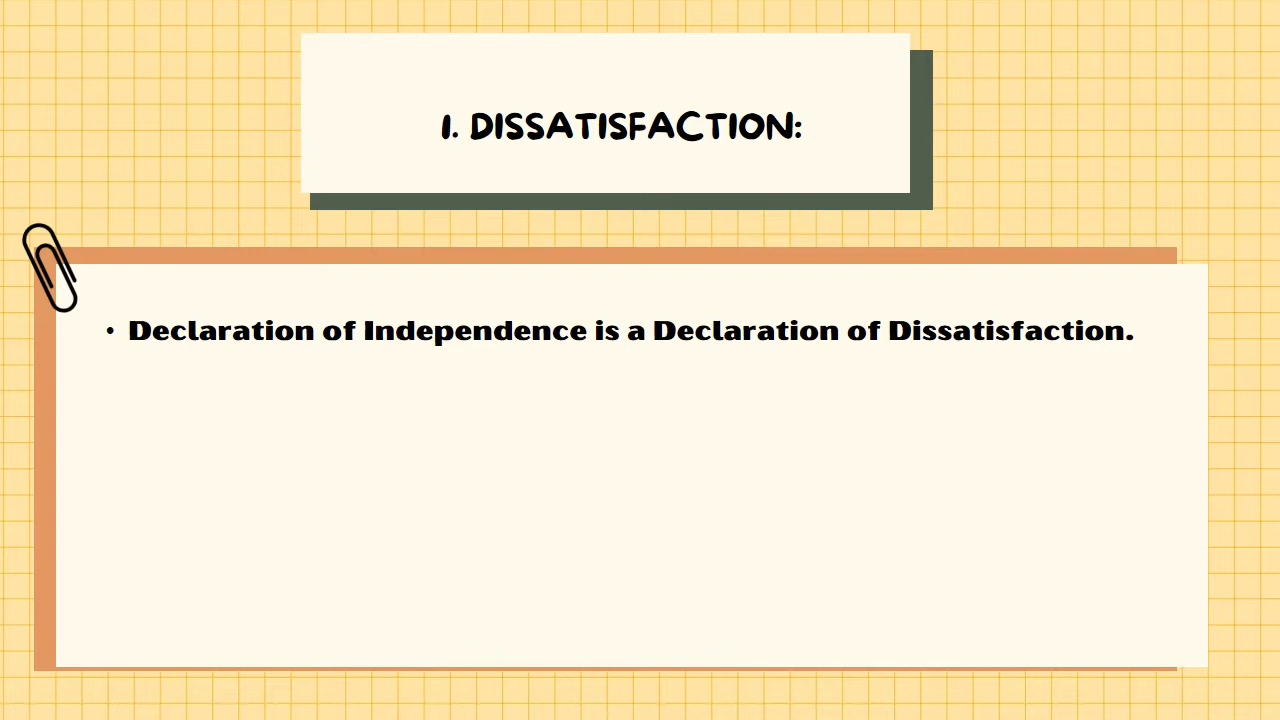 1. DISSATISFACTION:
• Declaration of Independence is a Declaration of Dissatisfaction.